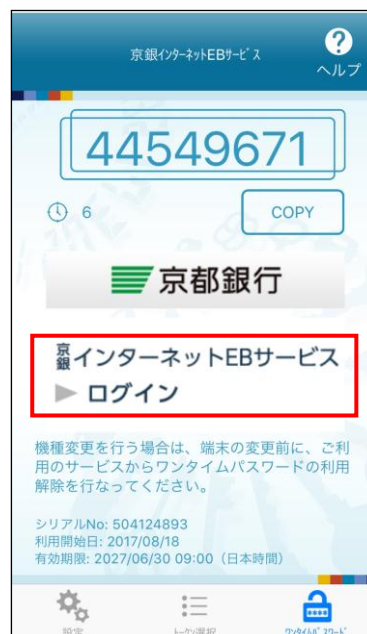 京銀インターネットEBサービス
?
ヘルプ
44549671
6
COPY
京都銀行
京銀インターネットEBサービス
▶ ログイン
機種変更を行う場合は、端末の変更前に、ご利
用のサービスからワンタイムパスワードの利用
解除を行なってください。
シリアルNo: 504124893
利用開始日: 2017/08/18
有効期限: 2027/06/30 09:00（日本時間）
設定
トークン選択
ワンタイムパスワード